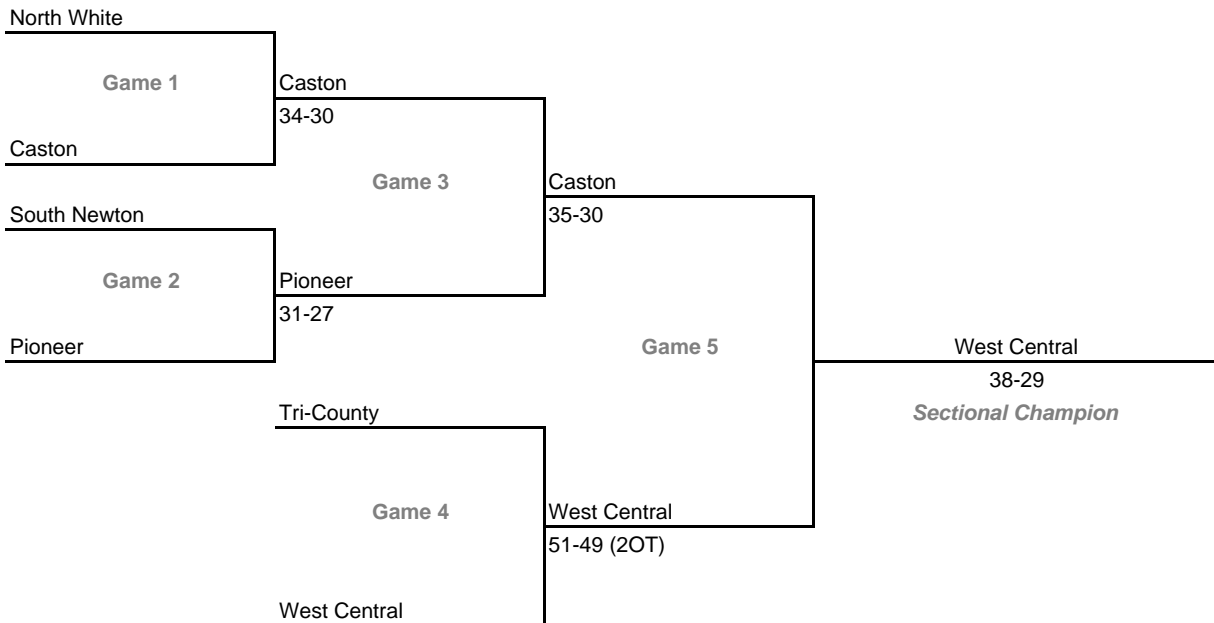 North White
Game 1
Caston
34-30
Caston
Game 3
Caston
35-30
South Newton
Game 2
Pioneer
31-27
Pioneer
Game 5
West Central
38-29
Sectional Champion
Tri-County
Game 4
West Central
51-49 (2OT)
West Central